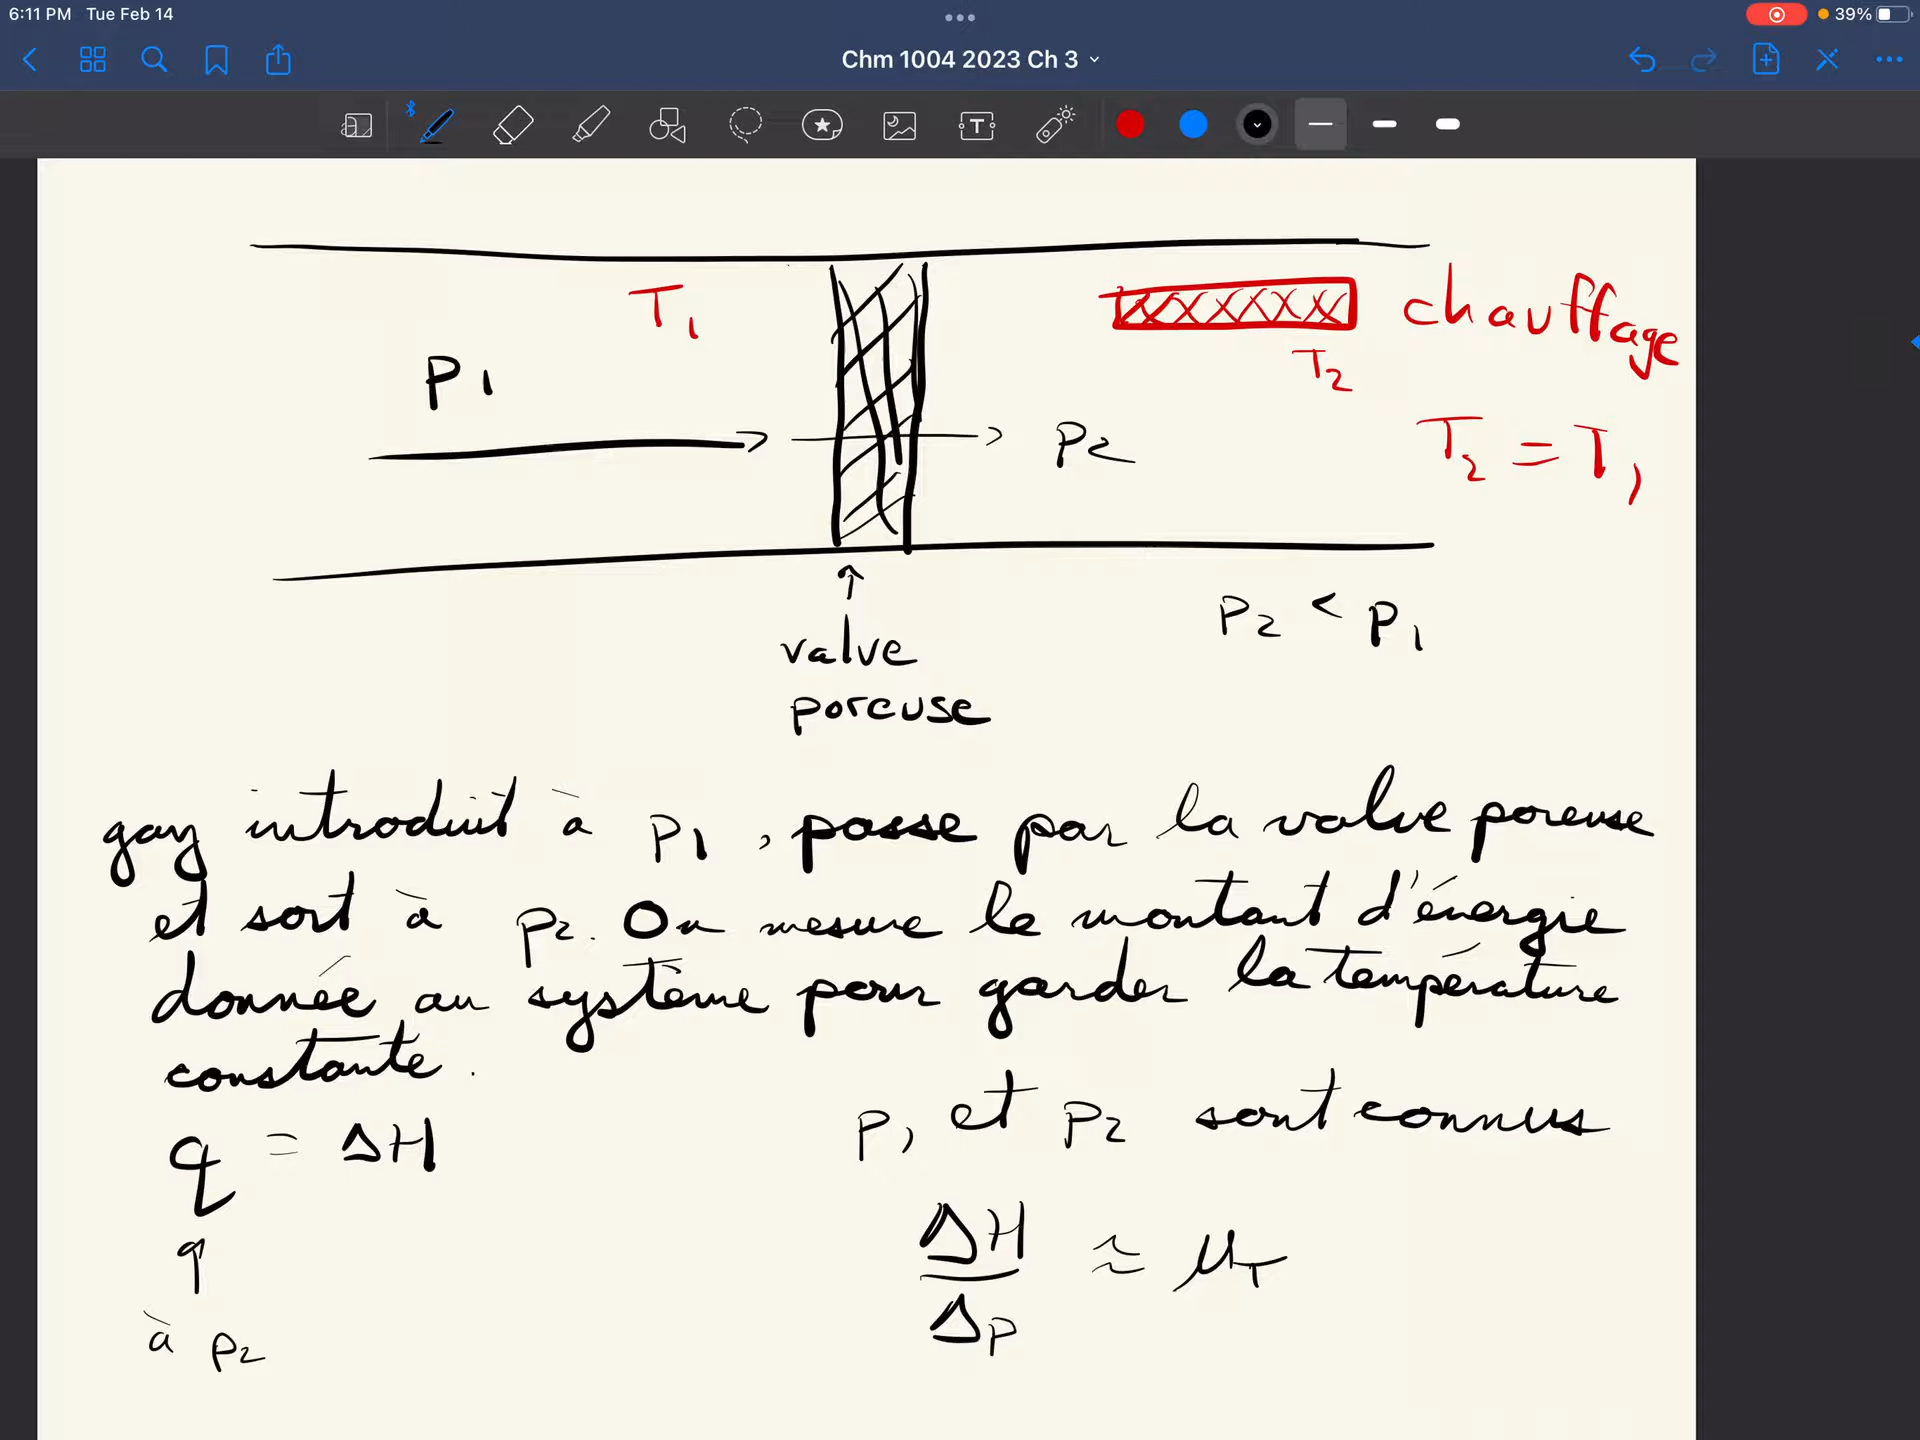 6:11 PM Tue Feb 14
39%
Chm 1004 2023 Ch 3
T₁
chauffage
P1
T₂
P2
T₂ = T₁
P2 < P1
valve
poreuse
gaz introduit à P1, passe par la valve poreuse
et sort à P2. On mesure le montant d'énergie
donnée au système pour garder la température
constante.
P1 et P2 sont connus
q = ΔH
ΔH
Δp
≈ μT
↑
à P2